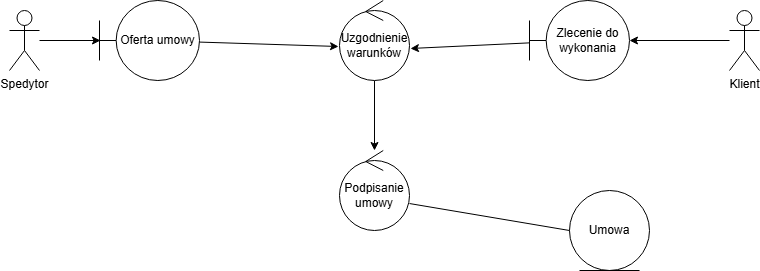 Oferta umowy
Uzgodnienie
warunków
Zlecenie do
wykonania
Spedytor
Klient
Podpisanie
umowy
Umowa